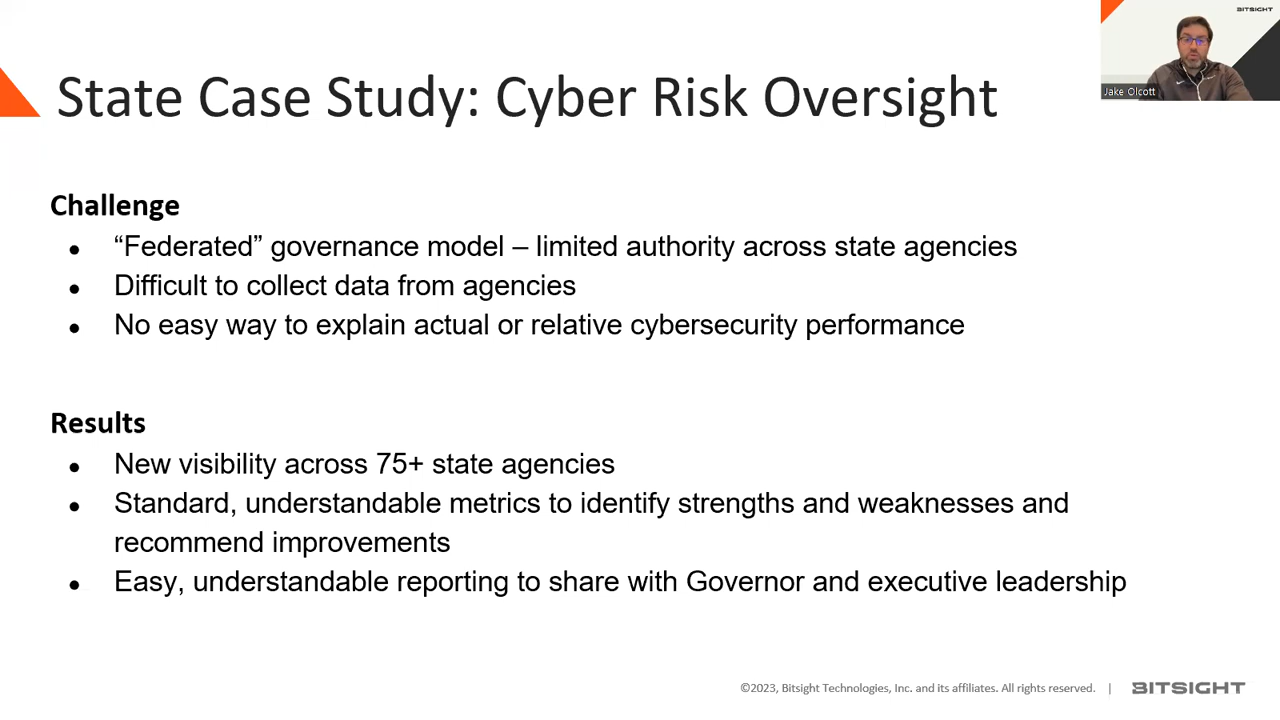 BITSIGHT
Jake Olcott
State Case Study: Cyber Risk Oversight
Challenge
● “Federated” governance model – limited authority across state agencies
● Difficult to collect data from agencies
● No easy way to explain actual or relative cybersecurity performance
Results
● New visibility across 75+ state agencies
● Standard, understandable metrics to identify strengths and weaknesses and
recommend improvements
● Easy, understandable reporting to share with Governor and executive leadership
©2023, Bitsight Technologies, Inc. and its affiliates. All rights reserved. | BITSIGHT